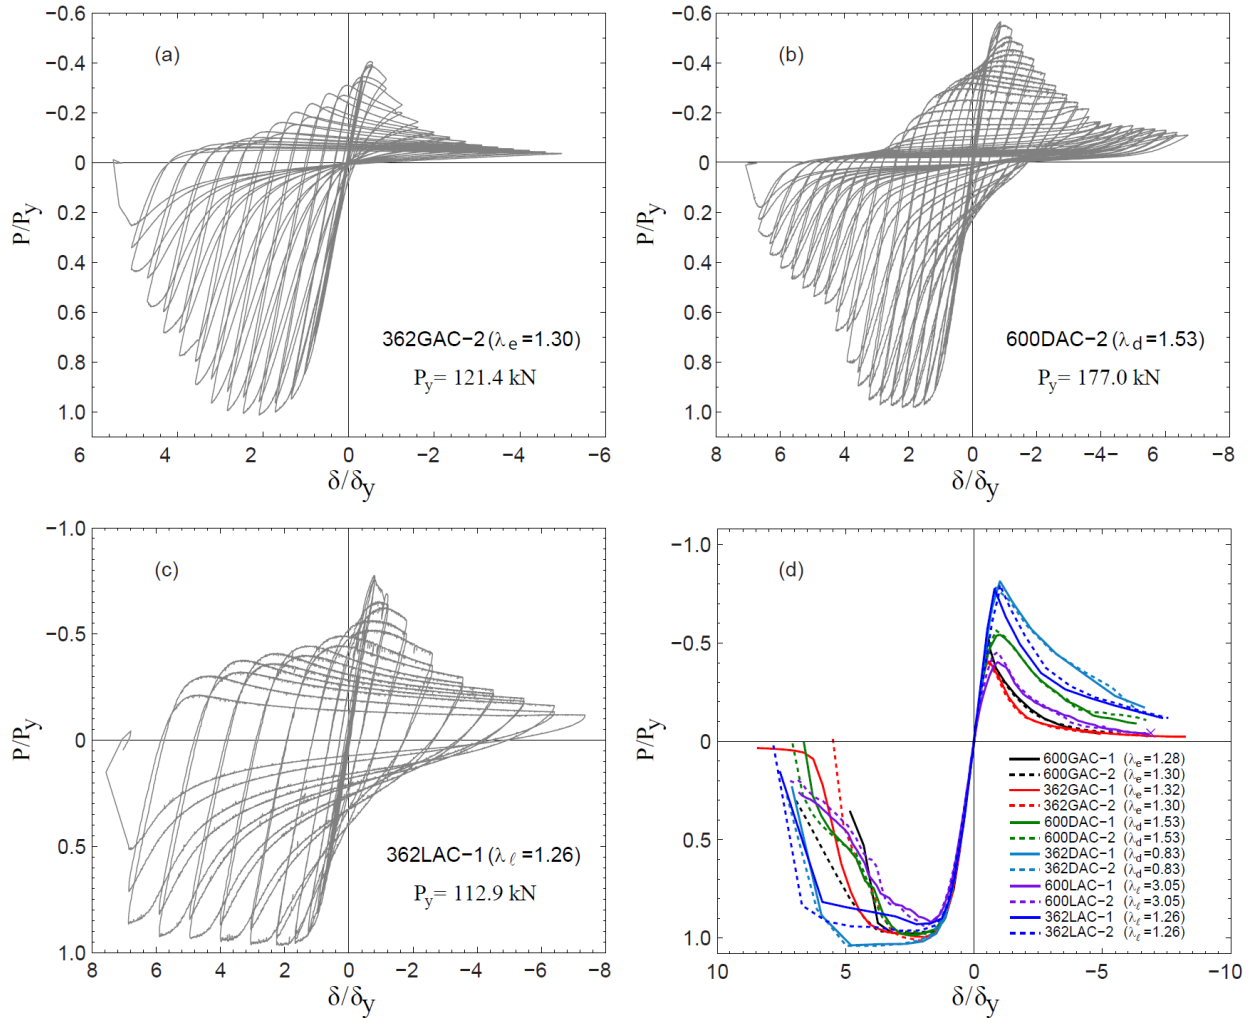 −0.6
−0.4
−0.2
0
0.2
0.4
0.6
0.8
1.0
P/Py
(a)
362GAC−2 (λe=1.30)
Py= 121.4 kN
6 4 2 0 −2 −4 −6
δ/δy
−0.6
−0.4
−0.2
0
0.2
0.4
0.6
0.8
1.0
P/Py
(b)
600DAC−2 (λd=1.53)
Py= 177.0 kN
8 6 4 2 0 −2 −4 −6 −8
δ/δy
−1.0
−0.5
0
0.5
1.0
P/Py
(c)
362LAC−1 (λℓ=1.26)
Py= 112.9 kN
8 6 4 2 0 −2 −4 −6 −8
δ/δy
−1.0
−0.5
0
0.5
1.0
P/Py
(d)
600GAC−1 (λe=1.28)
600GAC−2 (λe=1.30)
362GAC−1 (λe=1.32)
362GAC−2 (λe=1.30)
600DAC−1 (λd=1.53)
600DAC−2 (λd=1.53)
362DAC−1 (λd=0.83)
362DAC−2 (λd=0.83)
600LAC−1 (λℓ=3.05)
600LAC−2 (λℓ=3.05)
362LAC−1 (λℓ=1.26)
362LAC−2 (λℓ=1.26)
10 5 0 −5 −10
δ/δy